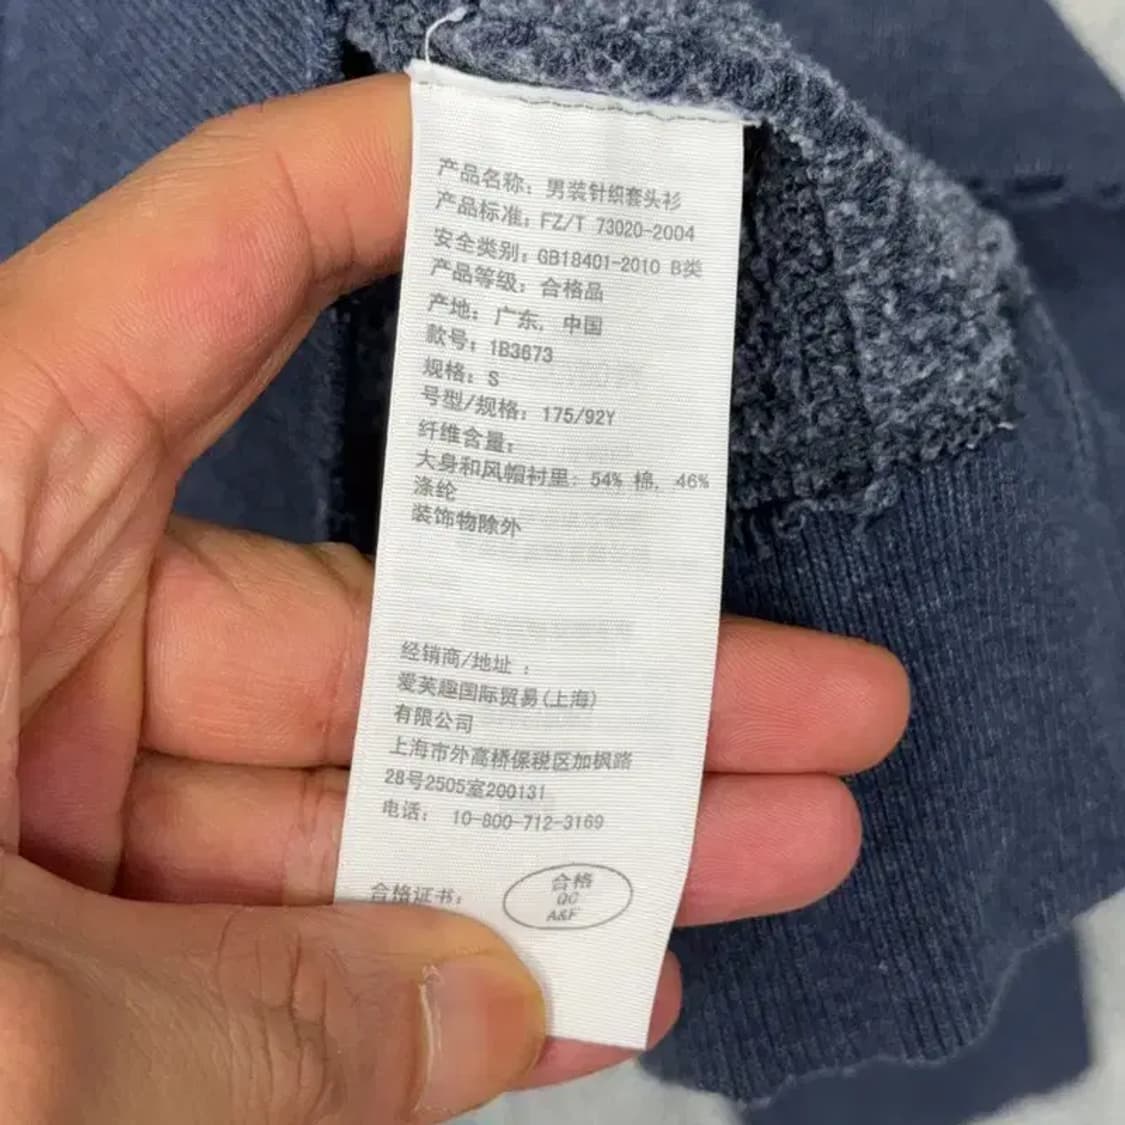 产品名称: 男装针织套头衫
产品标准: FZ/T 73020-2004
安全类别: GB18401-2010 B类
产品等级: 合格品
产地: 广东, 中国
款号: 1B3673
规格: S
号型/规格: 175/92Y
纤维含量:
大身和风帽衬里: 54% 棉, 46%
涤纶
装饰物除外
经销商/地址 :
爱芙趣国际贸易(上海)
有限公司
上海市外高桥保税区加枫路
28号2505室200131
电话: 10-800-712-3169
合格证书:
合格
QC
A&F